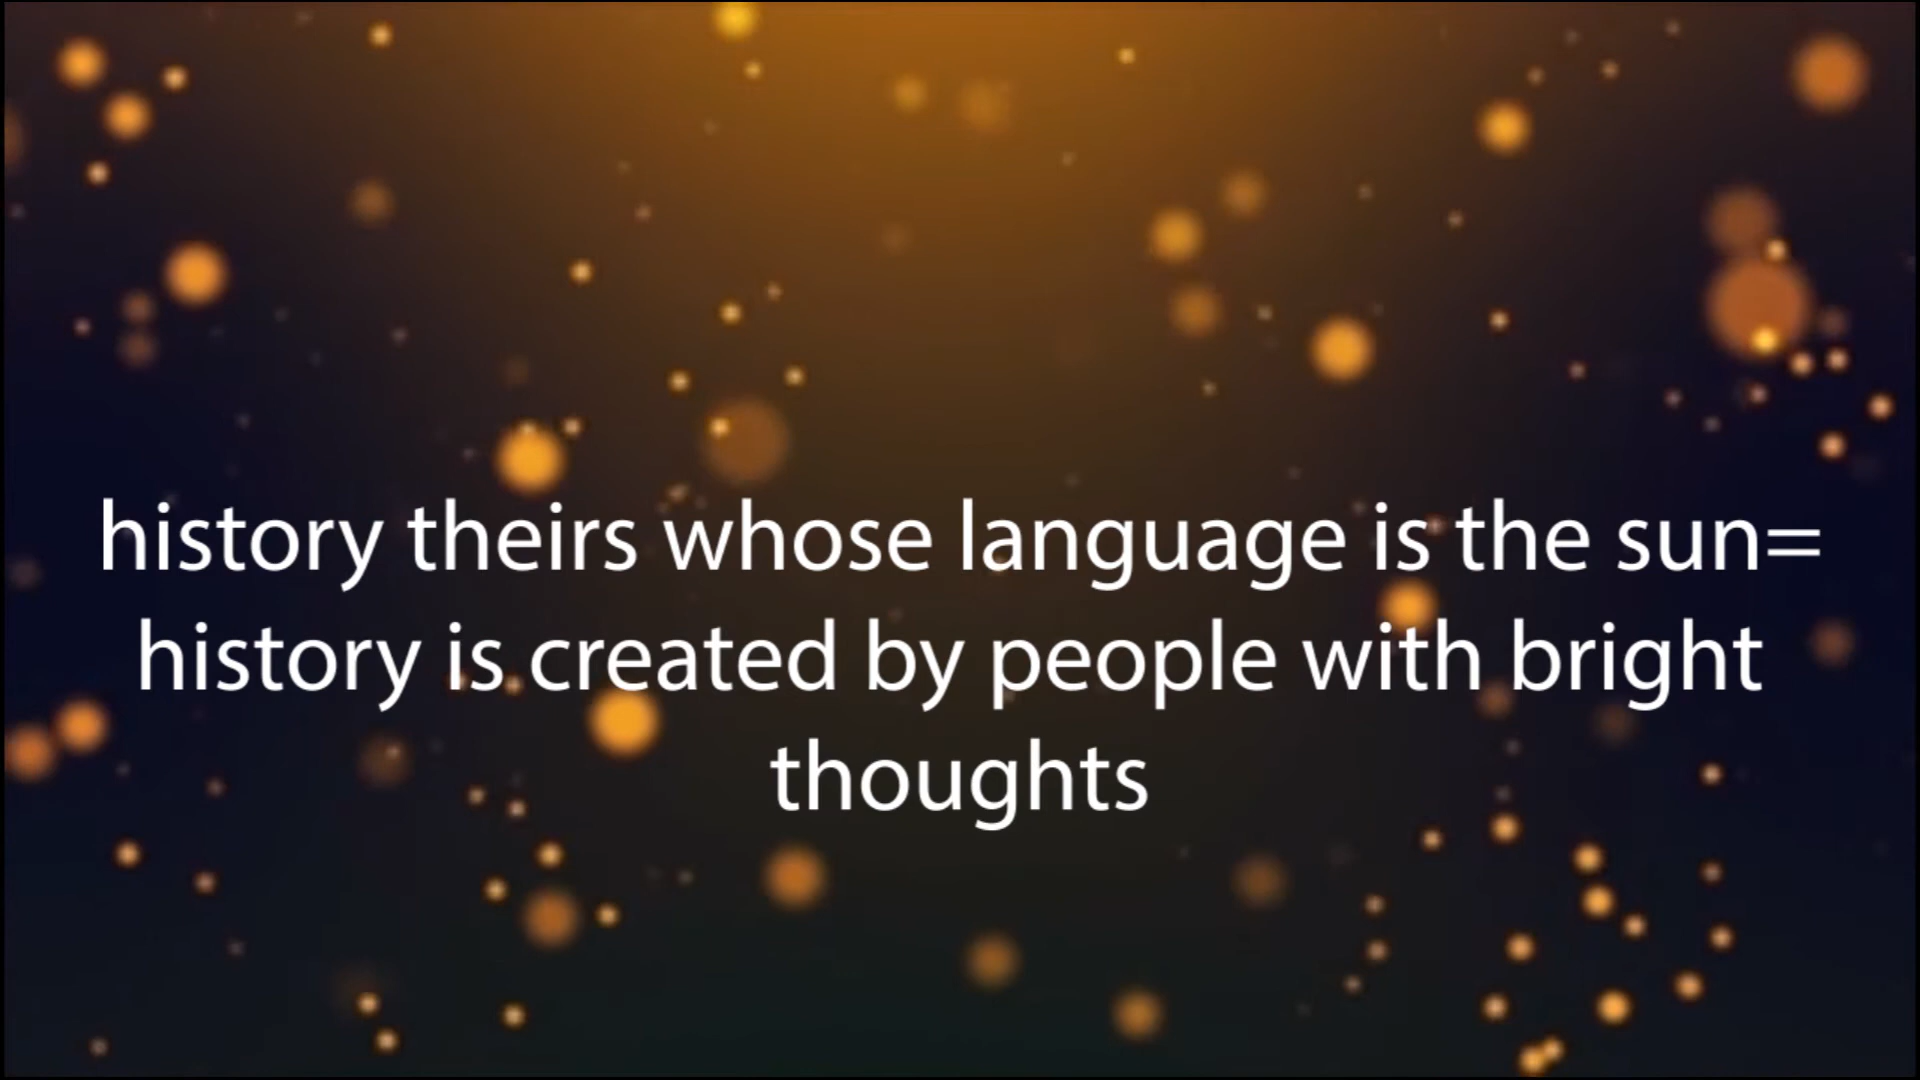 history theirs whose language is the sun=
history is created by people with bright
thoughts